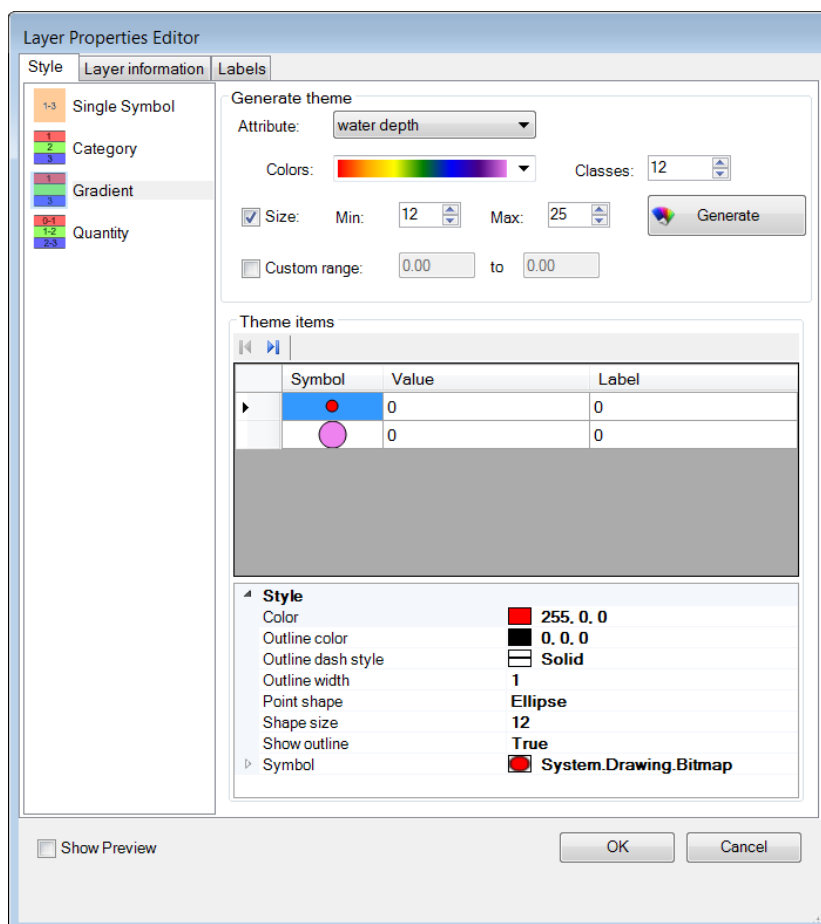 Layer Properties Editor
Style Layer information Labels
1-3 Single Symbol
1 2 3 Category
1 3 Gradient
0-1 1-2 2-3 Quantity
Generate theme
Attribute: water depth
Colors: Classes: 12
Size: Min: 12 Max: 25 Generate
Custom range: 0.00 to 0.00
Theme items
Symbol Value Label
0 0
0 0
Style
Color 255, 0, 0
Outline color 0, 0, 0
Outline dash style Solid
Outline width 1
Point shape Ellipse
Shape size 12
Show outline True
Symbol System.Drawing.Bitmap
Show Preview OK Cancel